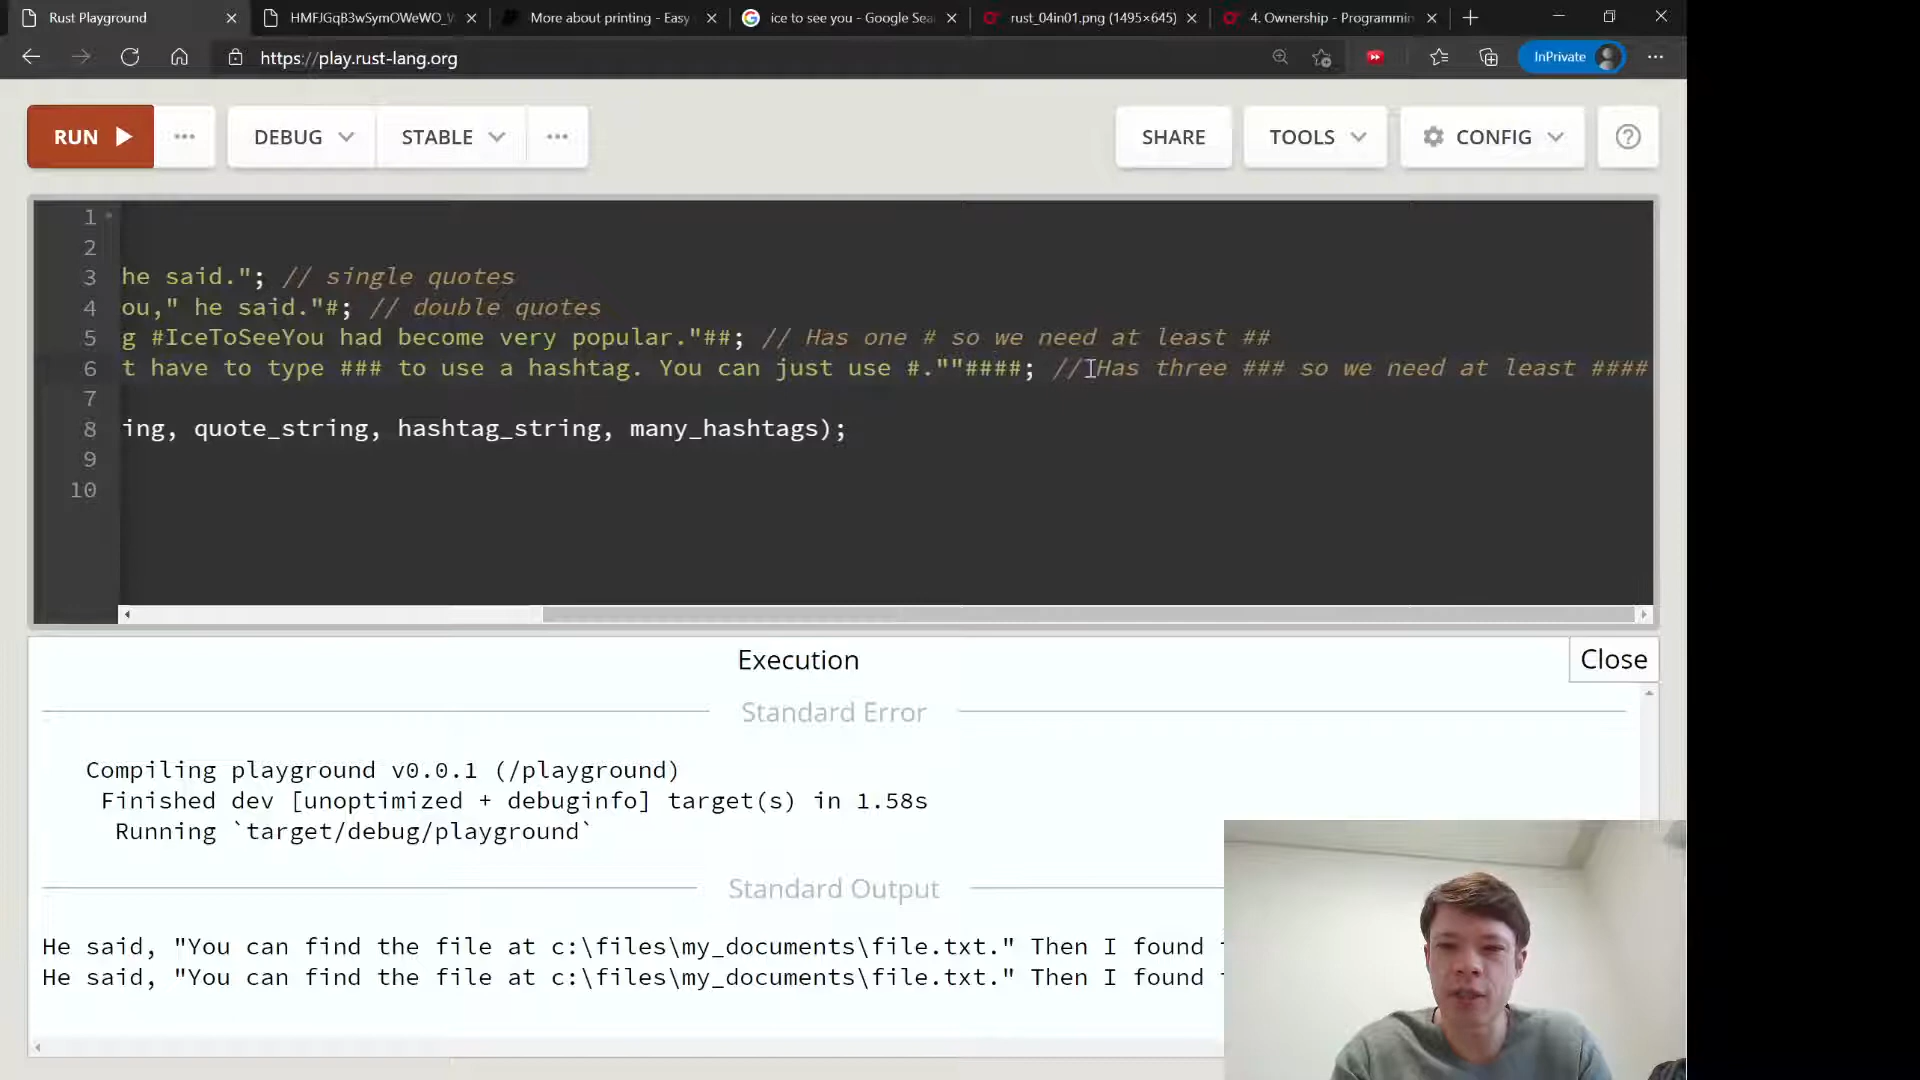 Rust Playground
HMFJGqB3wSymOWeWO_
More about printing - Easy
ice to see you - Google Sea
rust_04in01.png (1495×645)
4. Ownership - Programmin
https://play.rust-lang.org
InPrivate
RUN
DEBUG
STABLE
SHARE
TOOLS
CONFIG
1
2
3 he said."; // single quotes
4 ou," he said."#; // double quotes
5 g #IceToSeeYou had become very popular."##; // Has one # so we need at least ##
6 t have to type ### to use a hashtag. You can just use #.""####; // Has three ### so we need at least ####
7
8 ing, quote_string, hashtag_string, many_hashtags);
9
10
Execution
Close
Standard Error
Compiling playground v0.0.1 (/playground)
Finished dev [unoptimized + debuginfo] target(s) in 1.58s
Running `target/debug/playground`
Standard Output
He said, "You can find the file at c:\files\my_documents\file.txt." Then I found
He said, "You can find the file at c:\files\my_documents\file.txt." Then I found